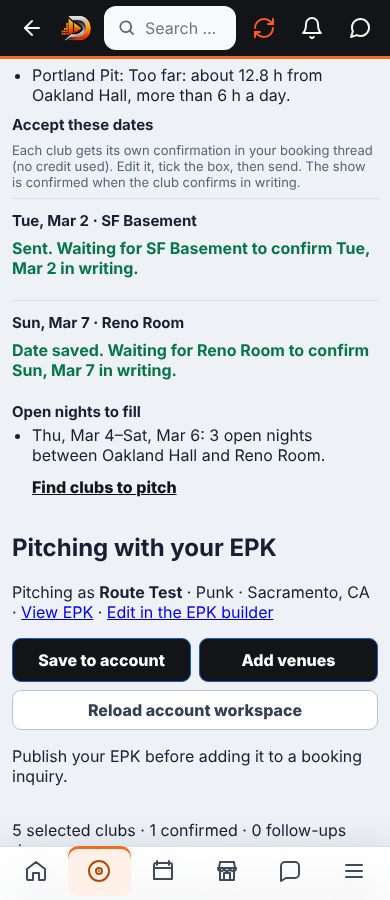 Search ...
• Portland Pit: Too far: about 12.8 h from
Oakland Hall, more than 6 h a day.
Accept these dates
Each club gets its own confirmation in your booking thread
(no credit used). Edit it, tick the box, then send. The show
is confirmed when the club confirms in writing.
Tue, Mar 2 · SF Basement
Sent. Waiting for SF Basement to confirm Tue,
Mar 2 in writing.
Sun, Mar 7 · Reno Room
Date saved. Waiting for Reno Room to confirm
Sun, Mar 7 in writing.
Open nights to fill
• Thu, Mar 4–Sat, Mar 6: 3 open nights
between Oakland Hall and Reno Room.
Find clubs to pitch
Pitching with your EPK
Pitching as Route Test · Punk · Sacramento, CA
· View EPK · Edit in the EPK builder
Save to account Add venues
Reload account workspace
Publish your EPK before adding it to a booking
inquiry.
5 selected clubs · 1 confirmed · 0 follow-ups